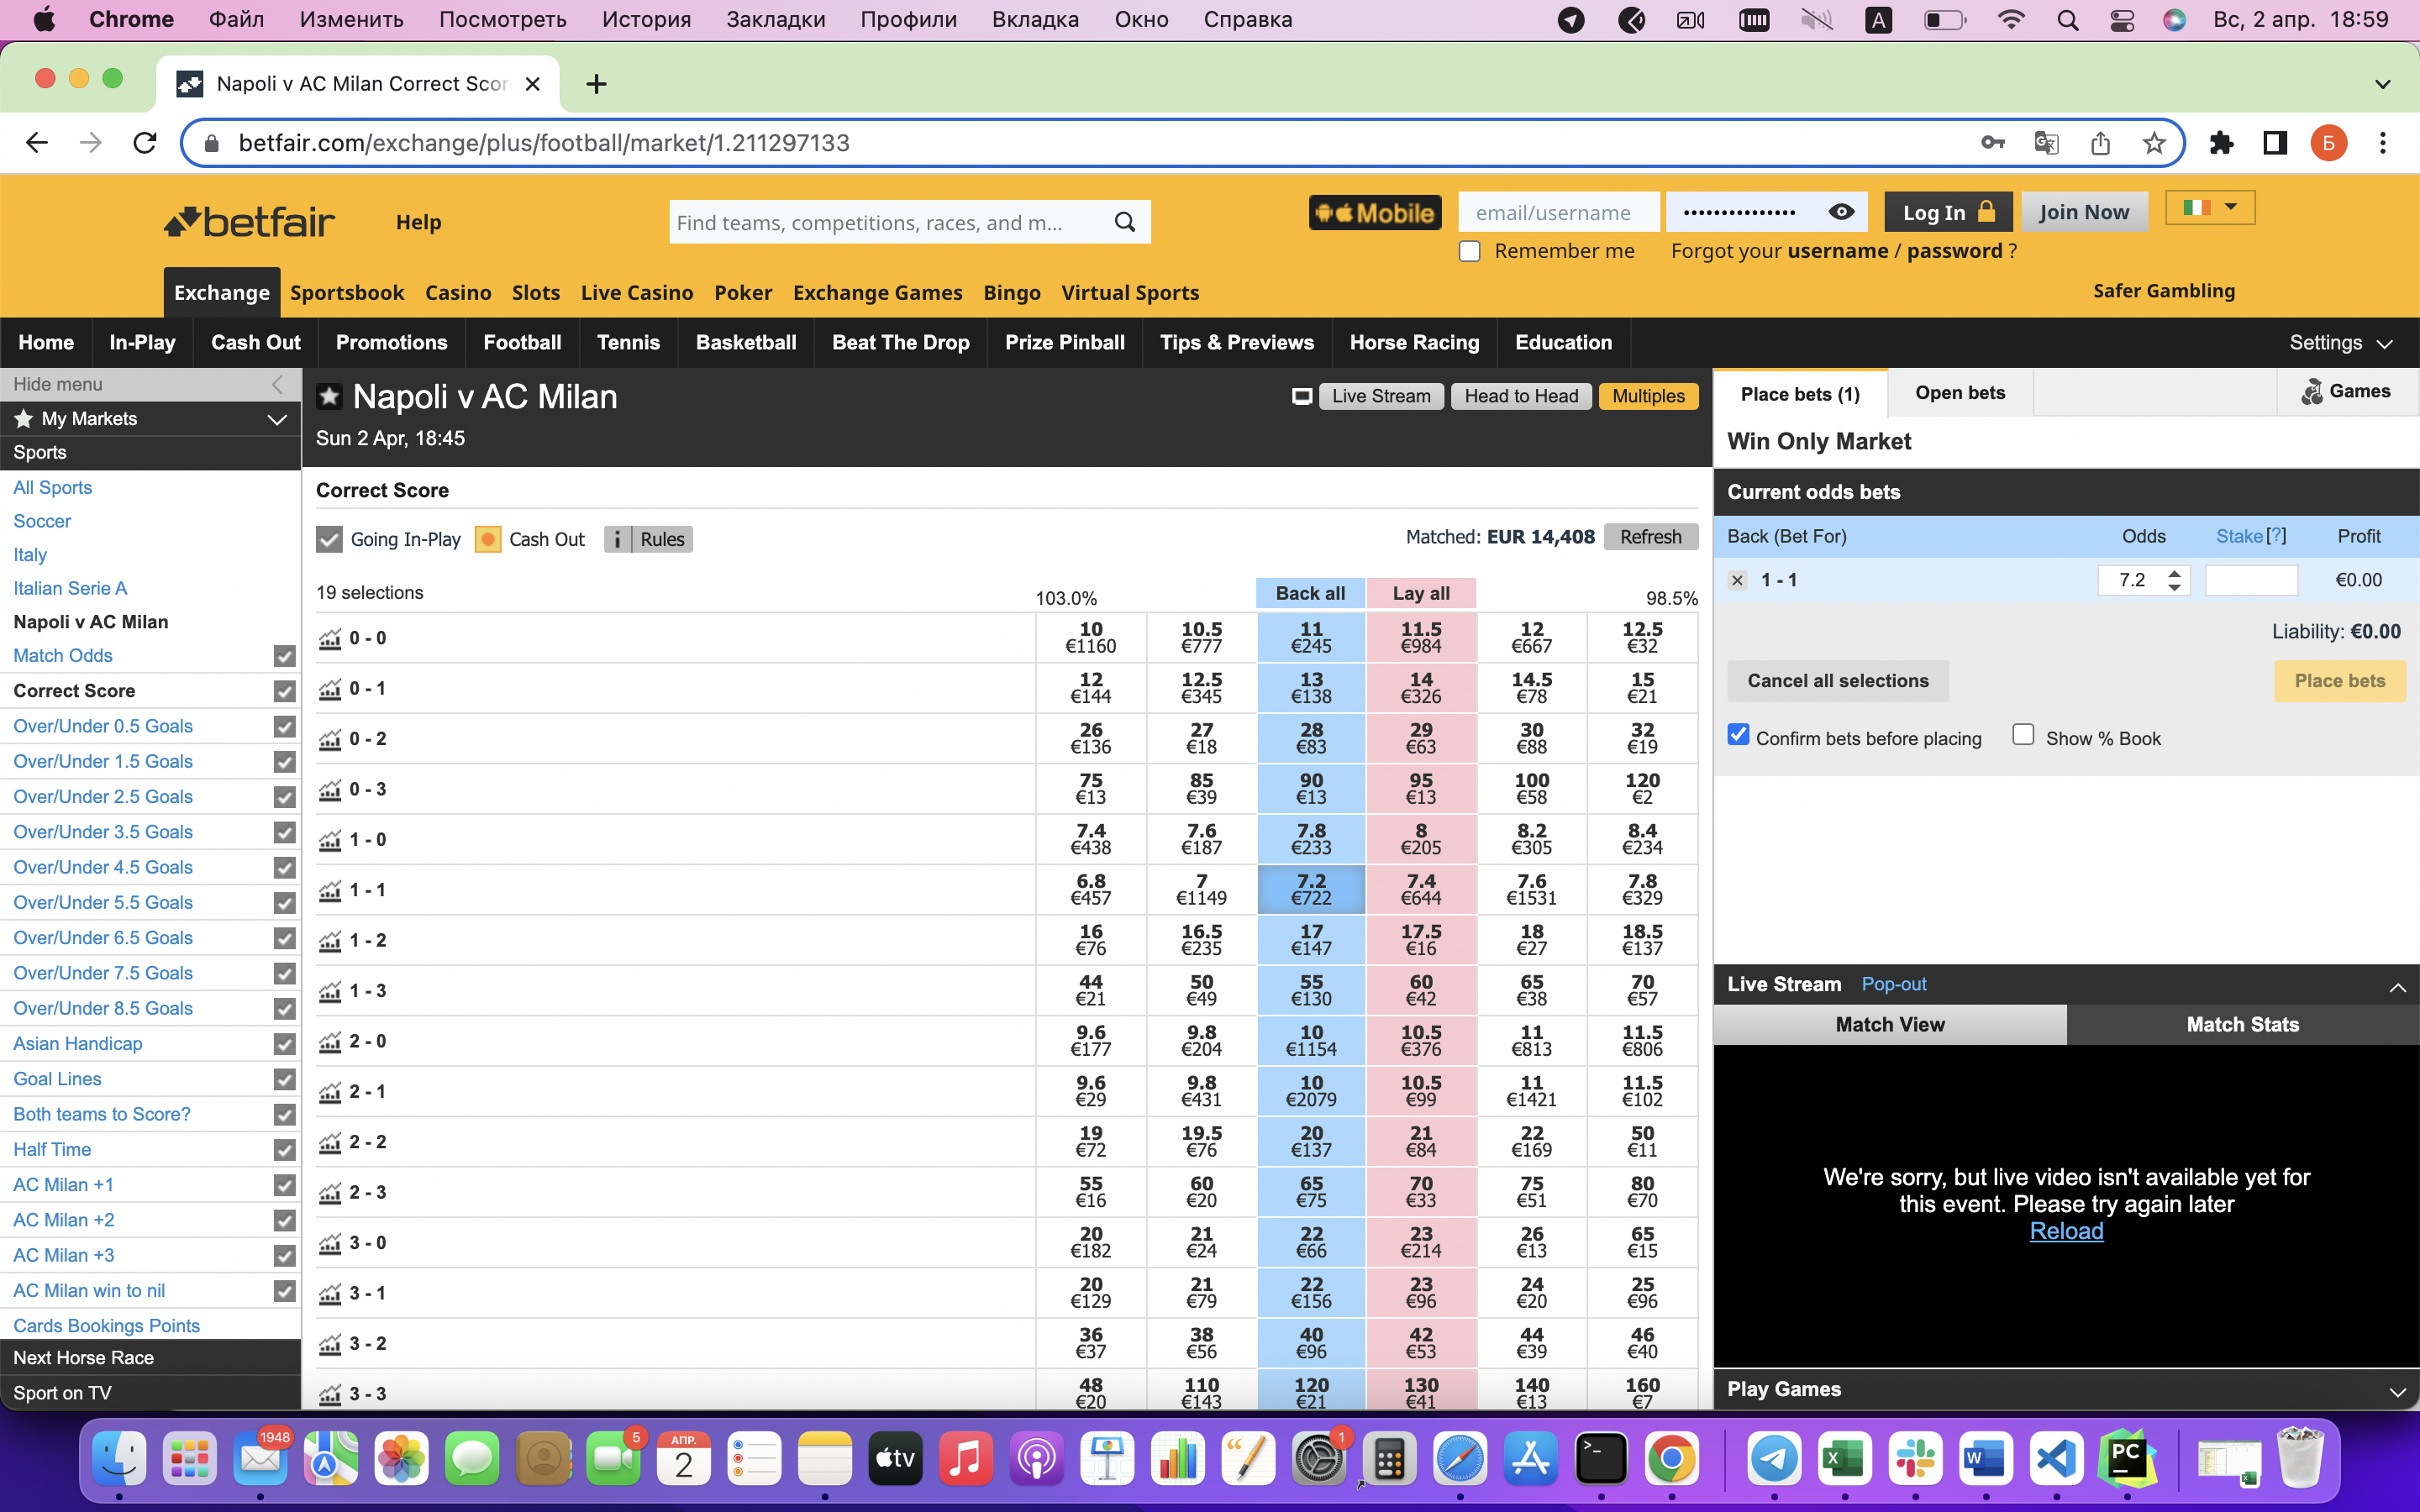 Chrome Файл Изменить Посмотреть История Закладки Профили Вкладка Окно Справка A Вс, 2 апр. 18:59
Napoli v AC Milan Correct Scor
betfair.com/exchange/plus/football/market/1.211297133 Б
betfair Help Find teams, competitions, races, and m... Mobile email/username •••••••••••••• Log In Join Now
Remember me Forgot your username / password ?
Exchange Sportsbook Casino Slots Live Casino Poker Exchange Games Bingo Virtual Sports Safer Gambling
Home In-Play Cash Out Promotions Football Tennis Basketball Beat The Drop Prize Pinball Tips & Previews Horse Racing Education Settings
Hide menu
My Markets
Sports
All Sports
Soccer
Italy
Italian Serie A
Napoli v AC Milan
Match Odds
Correct Score
Over/Under 0.5 Goals
Over/Under 1.5 Goals
Over/Under 2.5 Goals
Over/Under 3.5 Goals
Over/Under 4.5 Goals
Over/Under 5.5 Goals
Over/Under 6.5 Goals
Over/Under 7.5 Goals
Over/Under 8.5 Goals
Asian Handicap
Goal Lines
Both teams to Score?
Half Time
AC Milan +1
AC Milan +2
AC Milan +3
AC Milan win to nil
Cards Bookings Points
Next Horse Race
Sport on TV
Napoli v AC Milan Live Stream Head to Head Multiples
Sun 2 Apr, 18:45
Correct Score
Going In-Play Cash Out i Rules Matched: EUR 14,408 Refresh
19 selections 103.0% Back all Lay all 98.5%
0 - 0 10 10.5 11 11.5 12 12.5
€1160 €777 €245 €984 €667 €32
0 - 1 12 12.5 13 14 14.5 15
€144 €345 €138 €326 €78 €21
0 - 2 26 27 28 29 30 32
€136 €18 €83 €63 €88 €19
0 - 3 75 85 90 95 100 120
€13 €39 €13 €13 €58 €2
1 - 0 7.4 7.6 7.8 8 8.2 8.4
€438 €187 €233 €205 €305 €234
1 - 1 6.8 7 7.2 7.4 7.6 7.8
€457 €1149 €722 €644 €1531 €329
1 - 2 16 16.5 17 17.5 18 18.5
€76 €235 €147 €16 €27 €137
1 - 3 44 50 55 60 65 70
€21 €49 €130 €42 €38 €57
2 - 0 9.6 9.8 10 10.5 11 11.5
€177 €204 €1154 €376 €813 €806
2 - 1 9.6 9.8 10 10.5 11 11.5
€29 €431 €2079 €99 €1421 €102
2 - 2 19 19.5 20 21 22 50
€72 €76 €137 €84 €169 €11
2 - 3 55 60 65 70 75 80
€16 €20 €75 €33 €51 €70
3 - 0 20 21 22 23 26 65
€182 €24 €66 €214 €13 €15
3 - 1 20 21 22 23 24 25
€129 €79 €156 €96 €20 €96
3 - 2 36 38 40 42 44 46
€37 €56 €96 €53 €39 €40
3 - 3 48 110 120 130 140 160
€20 €143 €21 €41 €13 €7
Place bets (1) Open bets Games
Win Only Market
Current odds bets
Back (Bet For) Odds Stake[?] Profit
1 - 1 7.2 €0.00
Liability: €0.00
Cancel all selections Place bets
Confirm bets before placing Show % Book
Live Stream Pop-out
Match View Match Stats
We're sorry, but live video isn't available yet for
this event. Please try again later
Reload
Play Games
1948 5 АПР. 2 tv 1 PC